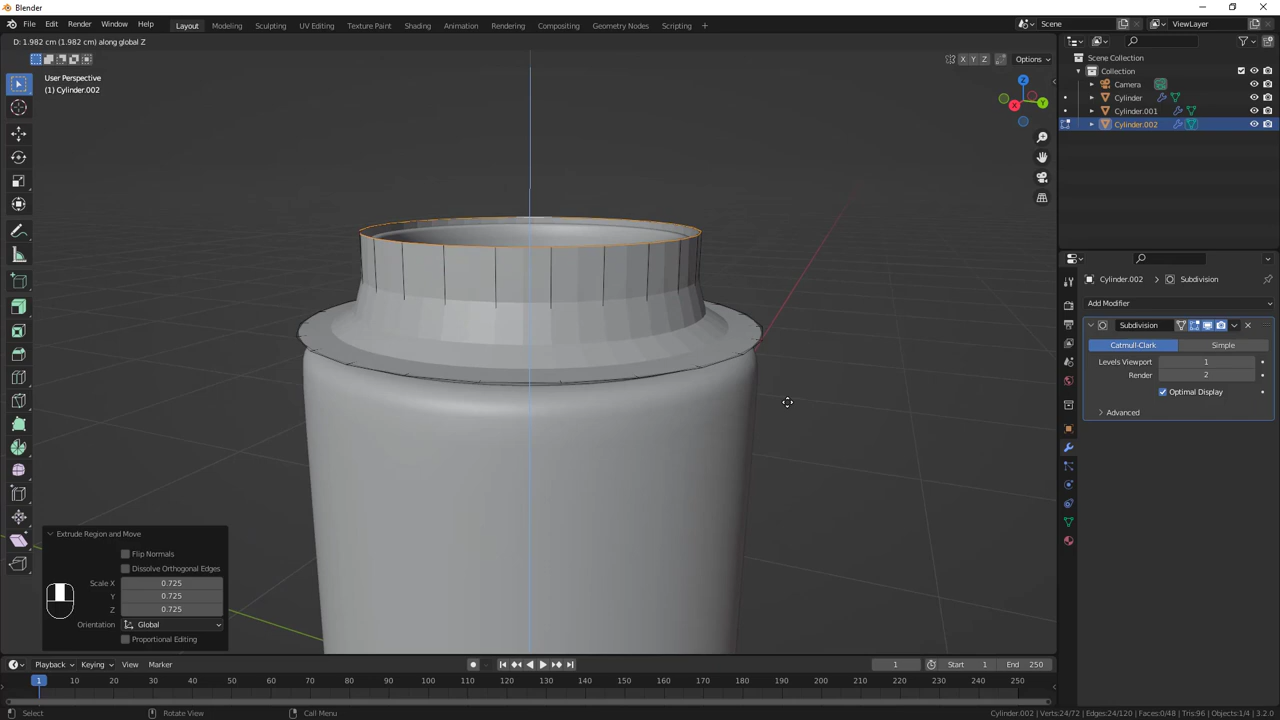 Blender
File Edit Render Window Help Layout Modeling Sculpting UV Editing Texture Paint Shading Animation Rendering Compositing Geometry Nodes Scripting + Scene ViewLayer
D: 1.982 cm (1.982 cm) along global Z
X Y Z Options
User Perspective
(1) Cylinder.002
Z
Y
X
Scene Collection
Collection
Camera
Cylinder
Cylinder.001
Cylinder.002
Cylinder.002 > Subdivision
Add Modifier
Subdivision
Catmull-Clark Simple
Levels Viewport 1
Render 2
Optimal Display
Advanced
Extrude Region and Move
Flip Normals
Dissolve Orthogonal Edges
Scale X 0.725
Y 0.725
Z 0.725
Orientation Global
Proportional Editing
Playback Keying View Marker 1 Start 1 End 250
1 10 20 30 40 50 60 70 80 90 100 110 120 130 140 150 160 170 180 190 200 210 220 230 240 250
Select Rotate View Call Menu Cylinder.002 | Verts:24/72 | Edges:24/120 | Faces:0/48 | Tris:96 | Objects:1/4 | 3.2.0